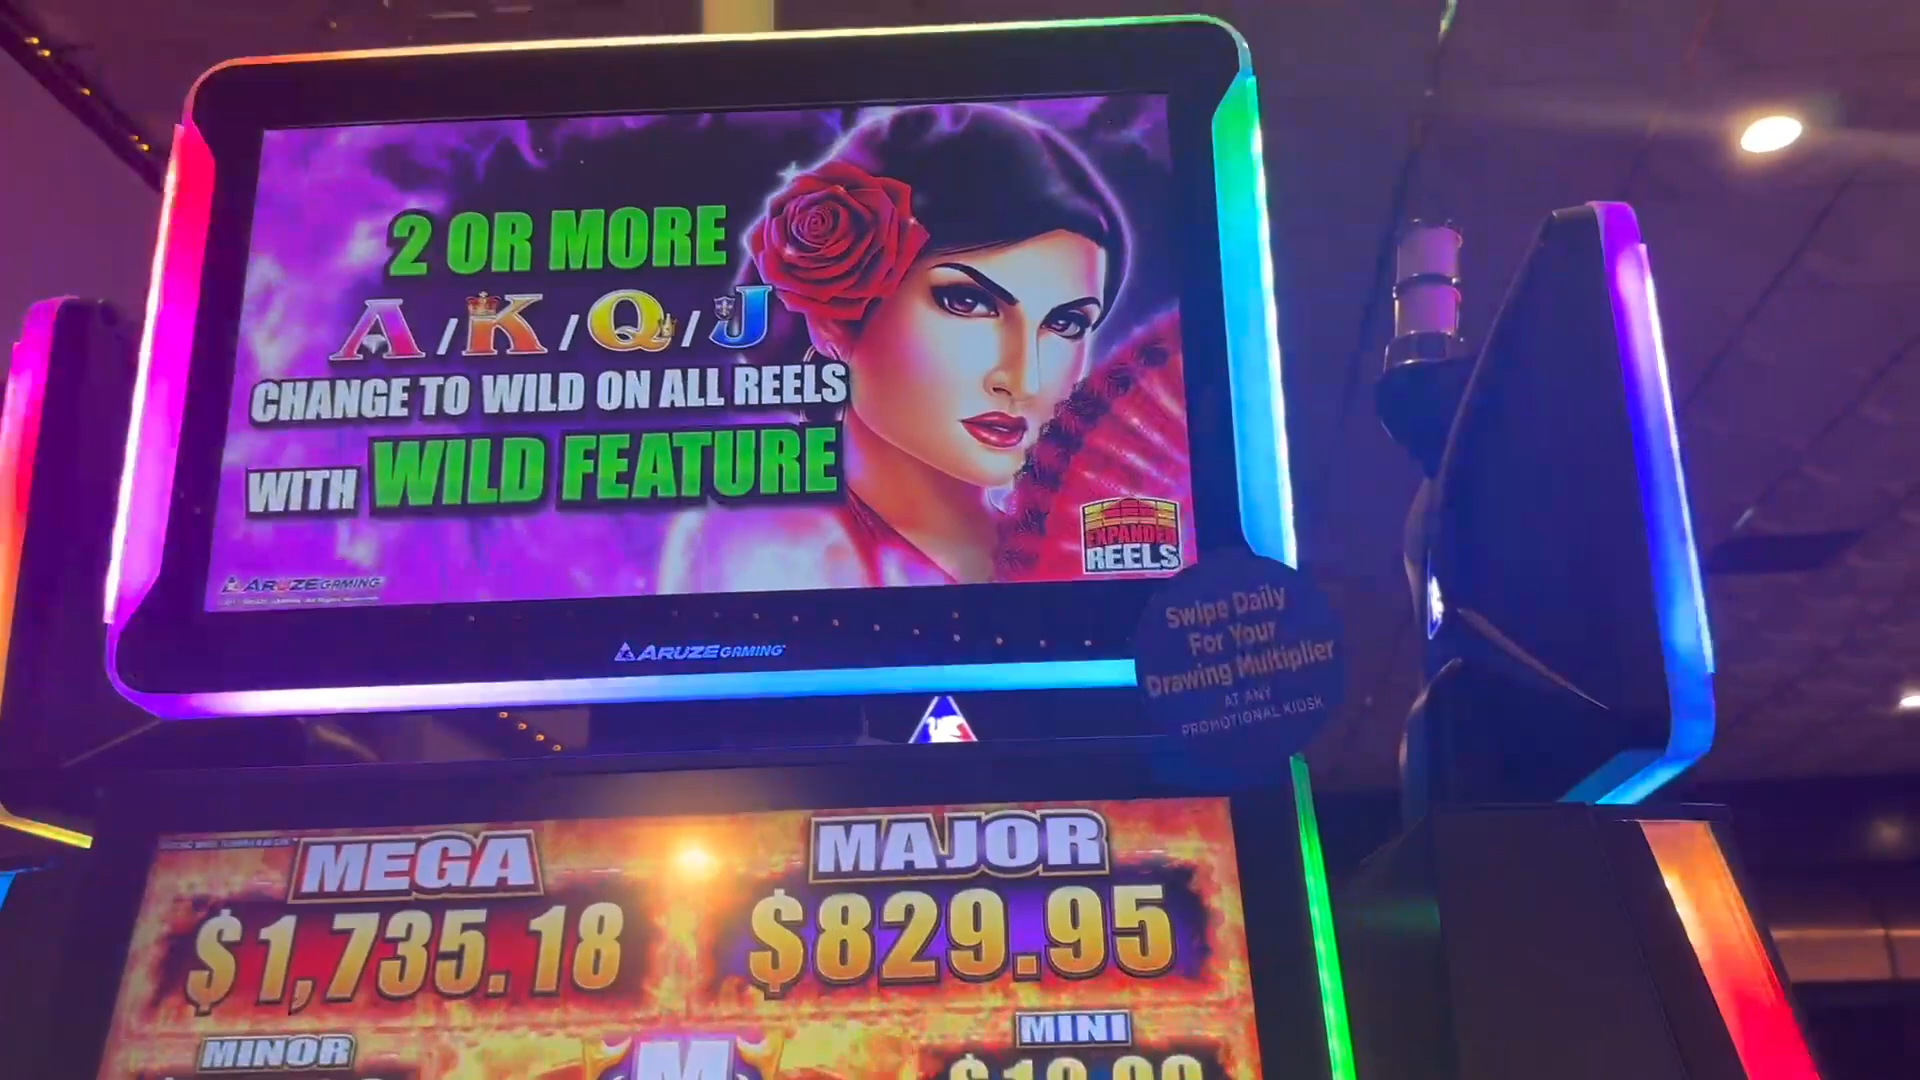 2 OR MORE
A/K/Q/J
CHANGE TO WILD ON ALL REELS
WITH WILD FEATURE
EXPANDED
REELS
ARUZE GAMING
ARUZE GAMING
Swipe Daily
For Your
Drawing Multiplier
AT ANY
PROMOTIONAL KIOSK
MEGA
MAJOR
$1,735.18
$829.95
MINOR
M
MINI